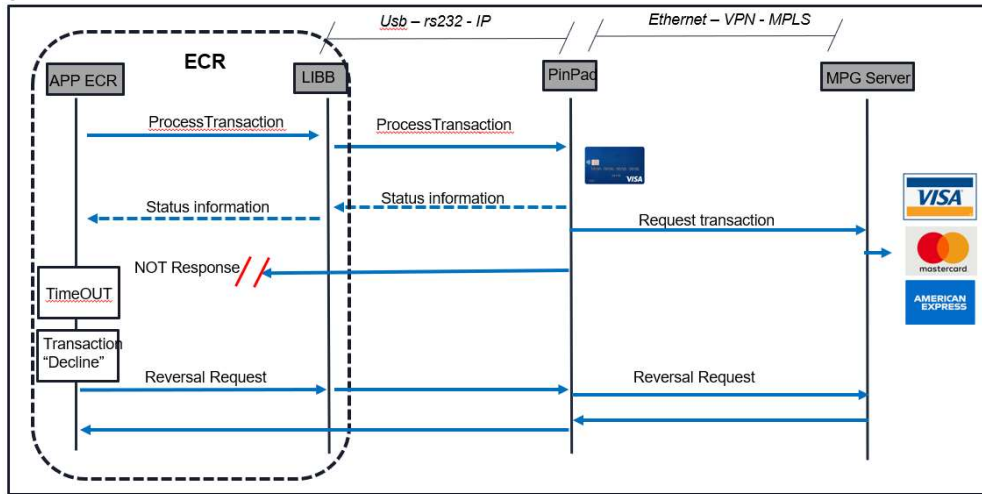 Usb – rs232 - IP
Ethernet – VPN - MPLS
ECR
APP ECR
LIBB
PinPad
MPG Server
ProcessTransaction
ProcessTransaction
VISA
Status information
Status information
Request transaction
VISA
mastercard
AMERICAN
EXPRESS
NOT Response
TimeOUT
Transaction
“Decline”
Reversal Request
Reversal Request